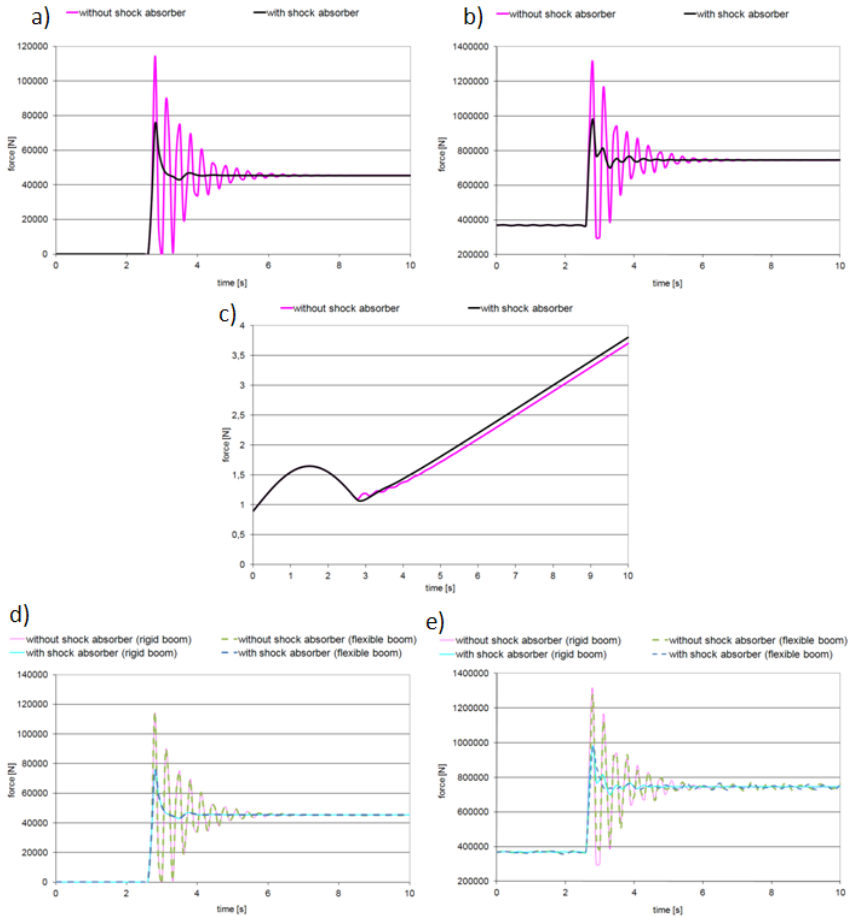 a)
without shock absorber with shock absorber
120000
100000
80000
60000
40000
20000
0
force [N]
0 2 4 6 8 10
time [s]
b)
without shock absorber with shock absorber
1400000
1200000
1000000
800000
600000
400000
200000
force [N]
0 2 4 6 8 10
time [s]
c)
without shock absorber with shock absorber
4
3,5
3
2,5
2
1,5
1
0,5
0
force [N]
0 1 2 3 4 5 6 7 8 9 10
time [s]
d)
without shock absorber (rigid boom) without shock absorber (flexible boom)
with shock absorber (rigid boom) with shock absorber (flexible boom)
140000
120000
100000
80000
60000
40000
20000
0
force [N]
0 2 4 6 8 10
time [s]
e)
without shock absorber (rigid boom) without shock absorber (flexible boom)
with shock absorber (rigid boom) with shock absorber (flexible boom)
1400000
1200000
1000000
800000
600000
400000
200000
force [N]
0 2 4 6 8 10
time [s]